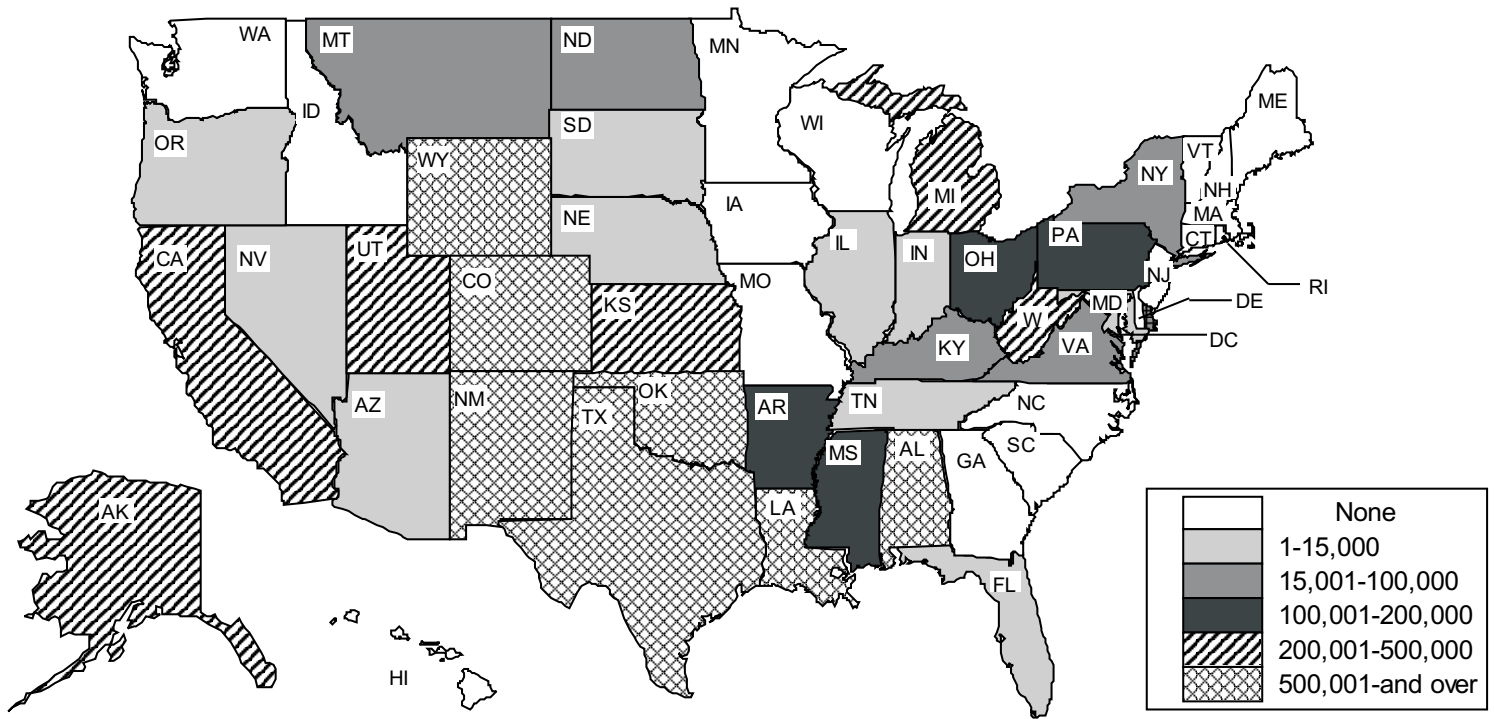 WA
MT
ND
MN
ME
ID
WI
OR
SD
VT
WY
NY
MI
NH
IA
MA
NE
PA
CT
IL
IN
OH
CA
NV
UT
NJ
CO
MO
RI
KS
MD
DE
W
VA
DC
KY
OK
NM
AZ
TX
AR
TN
NC
MS
AL
SC
GA
LA
AK
FL
HI
None
1-15,000
15,001-100,000
100,001-200,000
200,001-500,000
500,001-and over